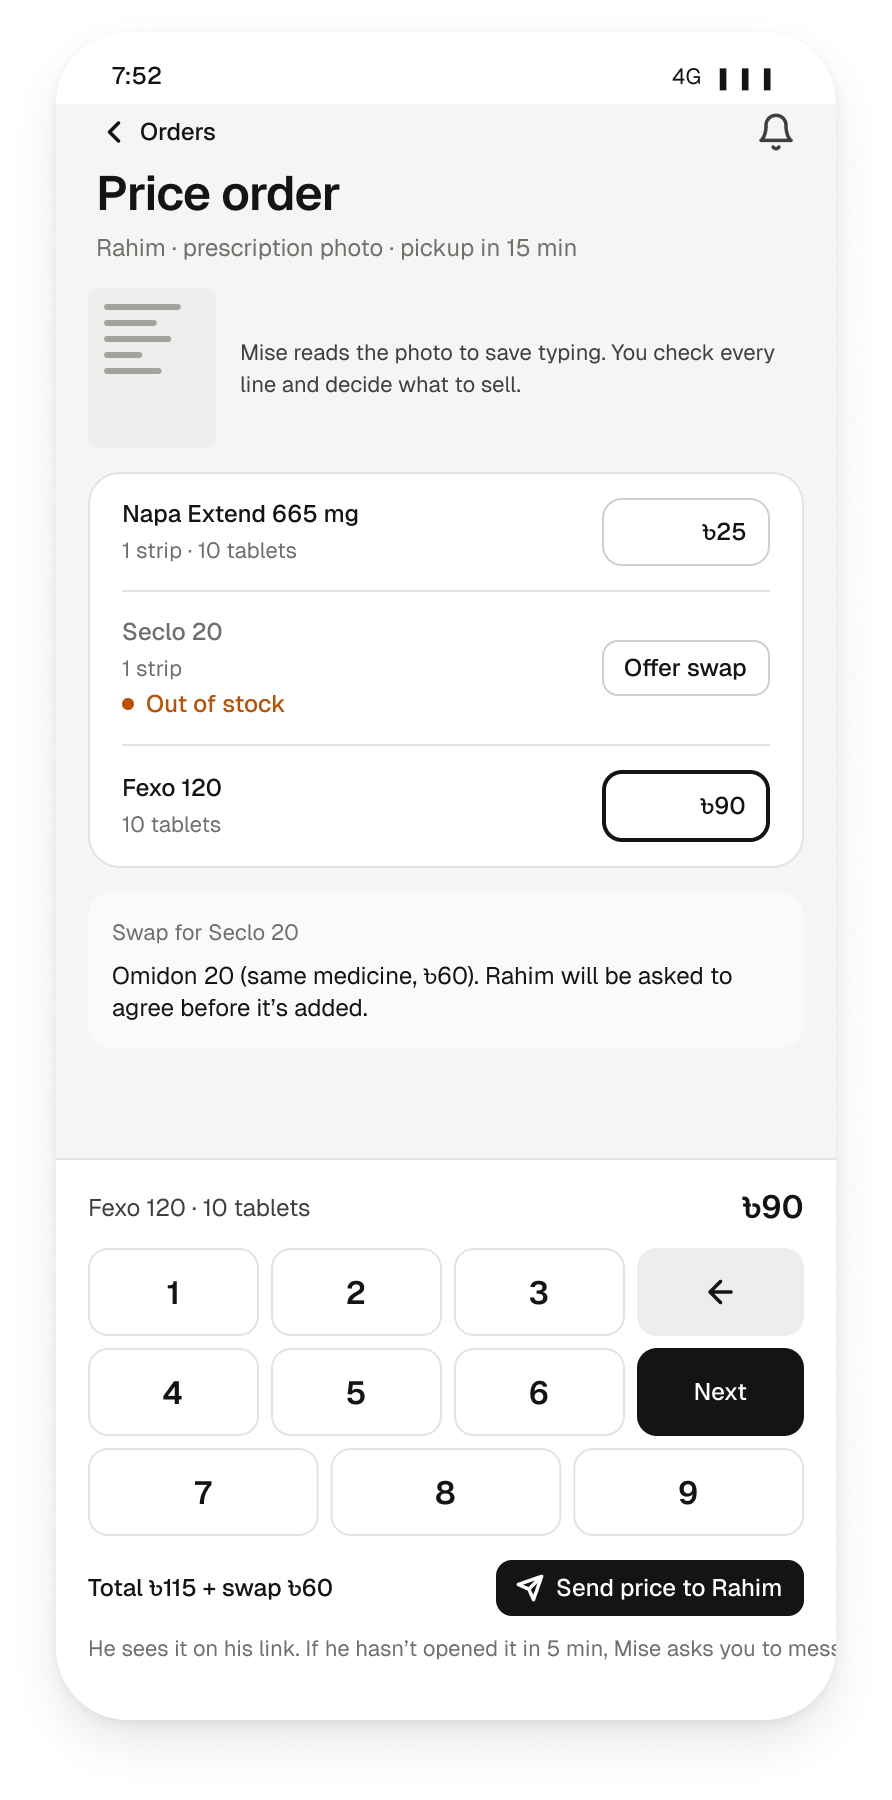 7:52
4G
Orders
Price order
Rahim · prescription photo · pickup in 15 min
Mise reads the photo to save typing. You check every
line and decide what to sell.
Napa Extend 665 mg
৳25
1 strip · 10 tablets
Seclo 20
1 strip
Offer swap
Out of stock
Fexo 120
৳90
10 tablets
Swap for Seclo 20
Omidon 20 (same medicine, ৳60). Rahim will be asked to
agree before it’s added.
Fexo 120 · 10 tablets
৳90
1
2
3
4
5
6
Next
7
8
9
Total ৳115 + swap ৳60
Send price to Rahim
He sees it on his link. If he hasn’t opened it in 5 min, Mise asks you to mess